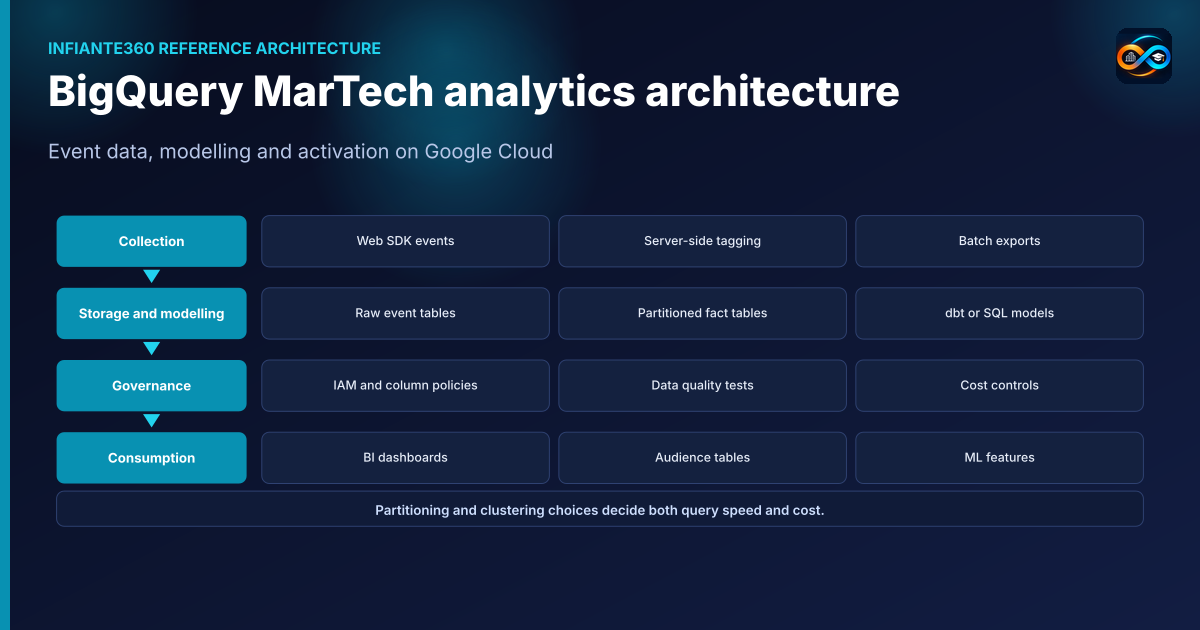 INFIANTE360 REFERENCE ARCHITECTURE
BigQuery MarTech analytics architecture
Event data, modelling and activation on Google Cloud
Collection
Web SDK events
Server-side tagging
Batch exports
Storage and modelling
Raw event tables
Partitioned fact tables
dbt or SQL models
Governance
IAM and column policies
Data quality tests
Cost controls
Consumption
BI dashboards
Audience tables
ML features
Partitioning and clustering choices decide both query speed and cost.